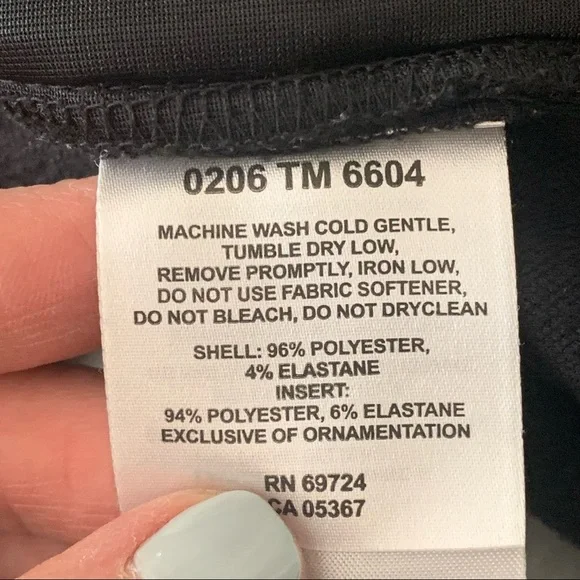 0206 TM 6604
MACHINE WASH COLD GENTLE,
TUMBLE DRY LOW,
REMOVE PROMPTLY, IRON LOW,
DO NOT USE FABRIC SOFTENER,
DO NOT BLEACH, DO NOT DRYCLEAN
SHELL: 96% POLYESTER,
4% ELASTANE
INSERT:
94% POLYESTER, 6% ELASTANE
EXCLUSIVE OF ORNAMENTATION
RN 69724
CA 05367